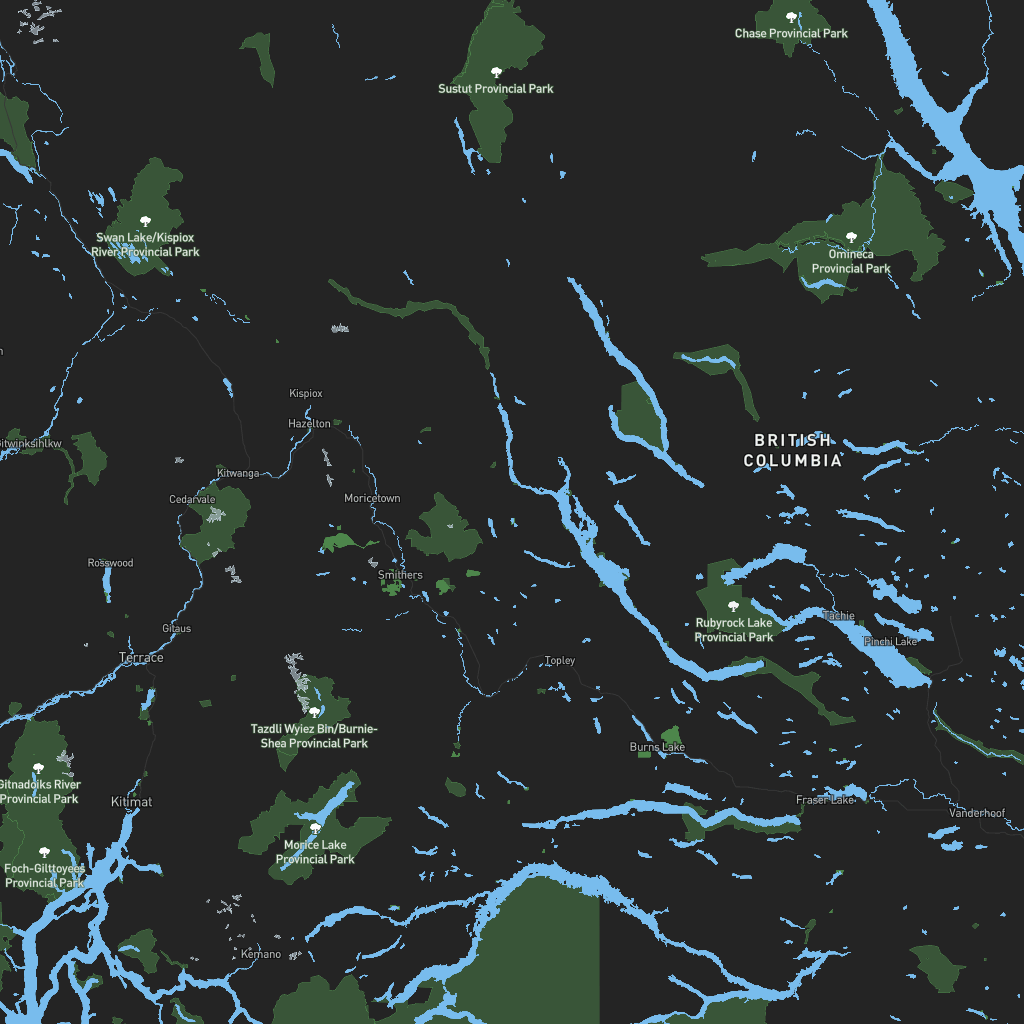 Chase Provincial Park
Sustut Provincial Park
Swan Lake/Kispiox
River Provincial Park
Omineca
Provincial Park
Kispiox
Hazelton
BRITISH
COLUMBIA
Gitwinksihlkw
Kitwanga
Cedarvale
Moricetown
Rosswood
Smithers
Rubyrock Lake
Provincial Park
Tachie
Pinchi Lake
Gitaus
Terrace
Topley
Tazdli Wyiez Bin/Burnie-
Shea Provincial Park
Burns Lake
Gitnadoiks River
Provincial Park
Kitimat
Fraser Lake
Vanderhoof
Morice Lake
Provincial Park
Foch-Gilttoyees
Provincial Park
Kemano